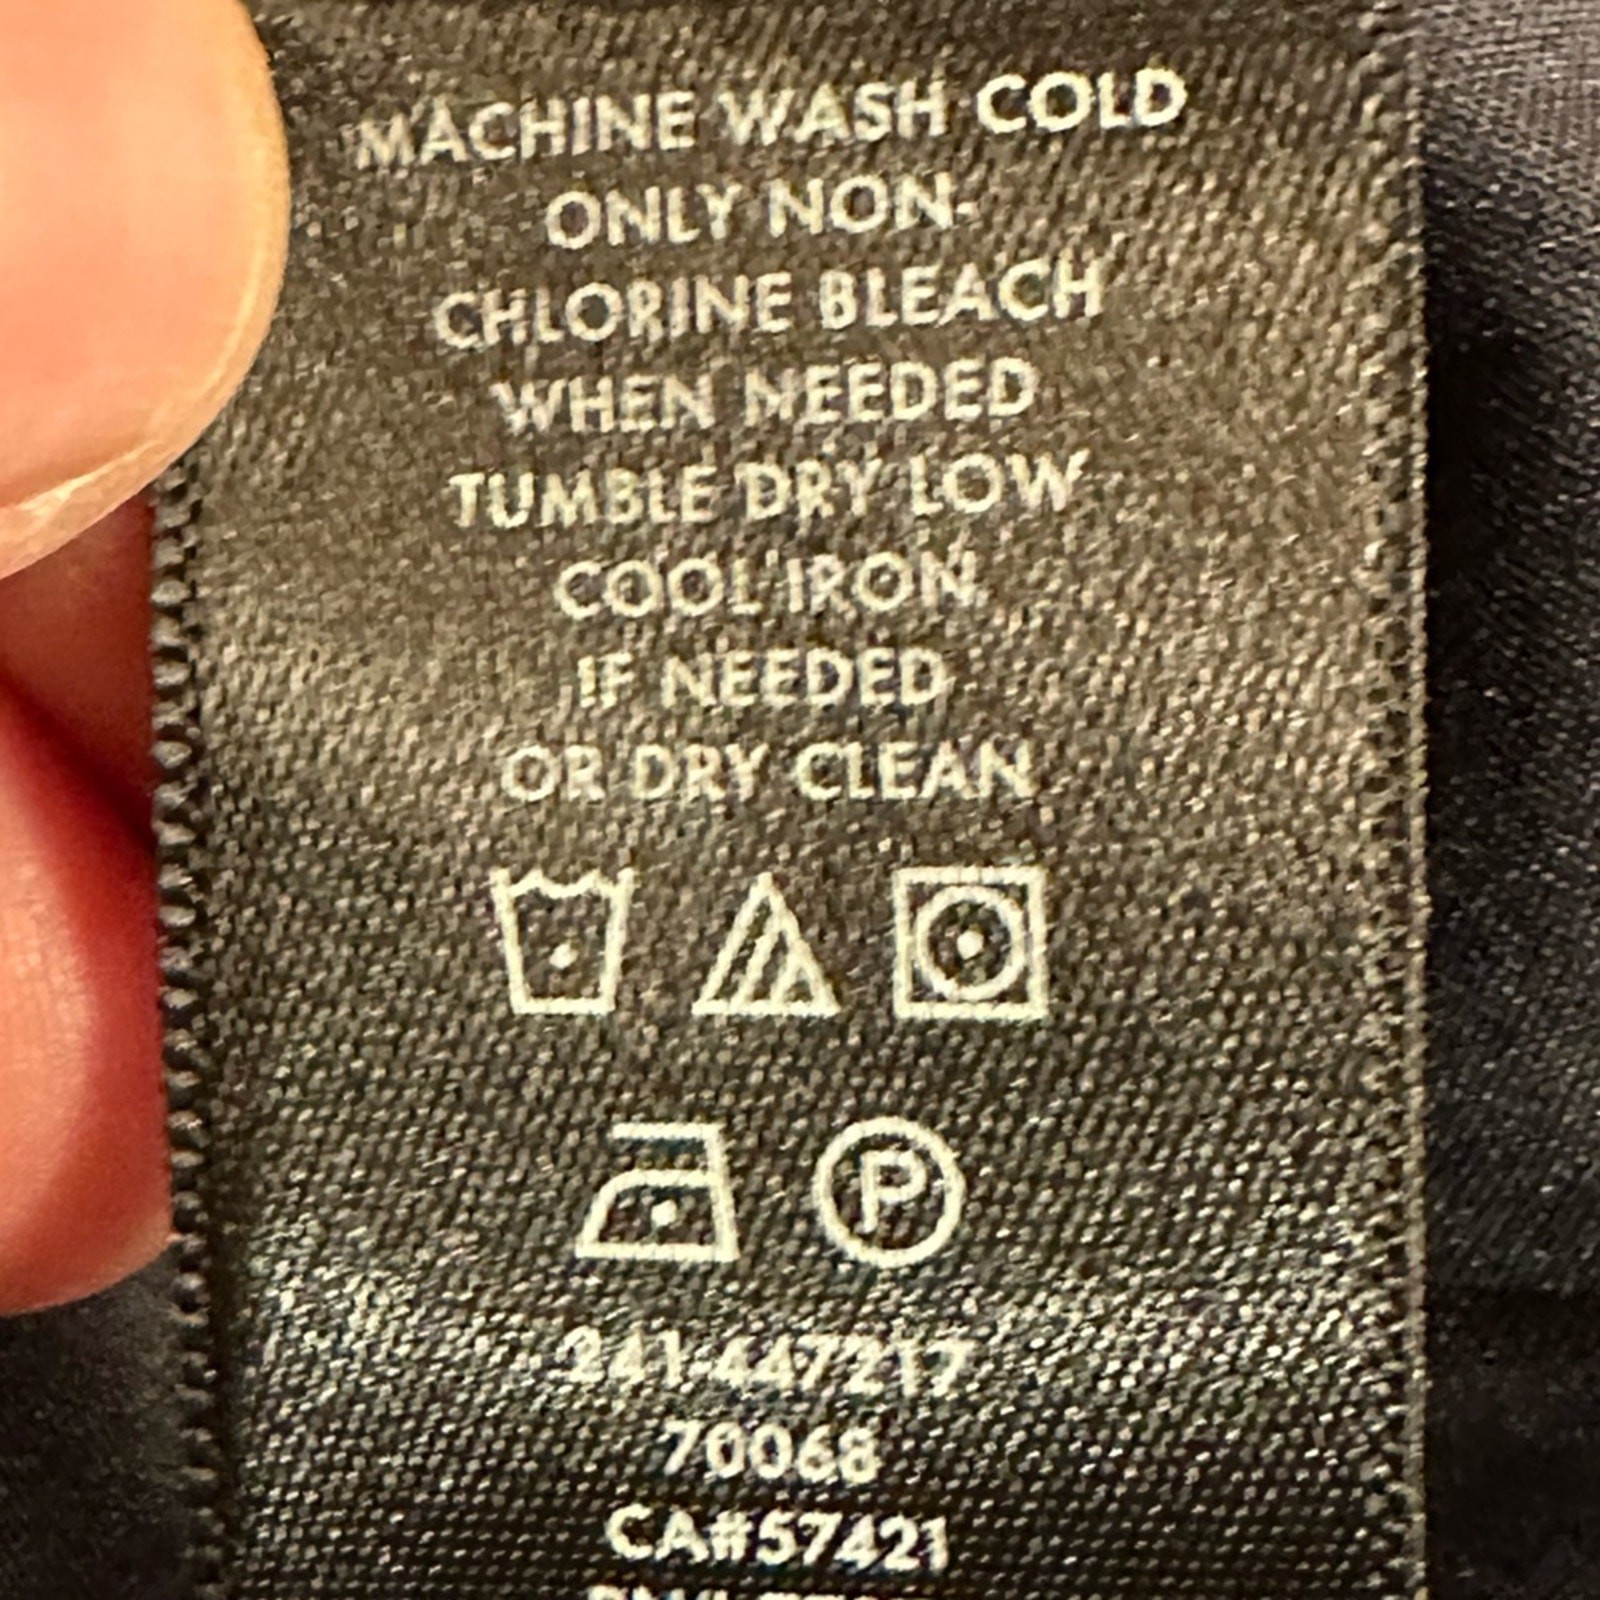 MACHINE WASH COLD
ONLY NON-
CHLORINE BLEACH
WHEN NEEDED
TUMBLE DRY LOW
COOL IRON
IF NEEDED
OR DRY CLEAN
P
241-447217
70068
CA#57421